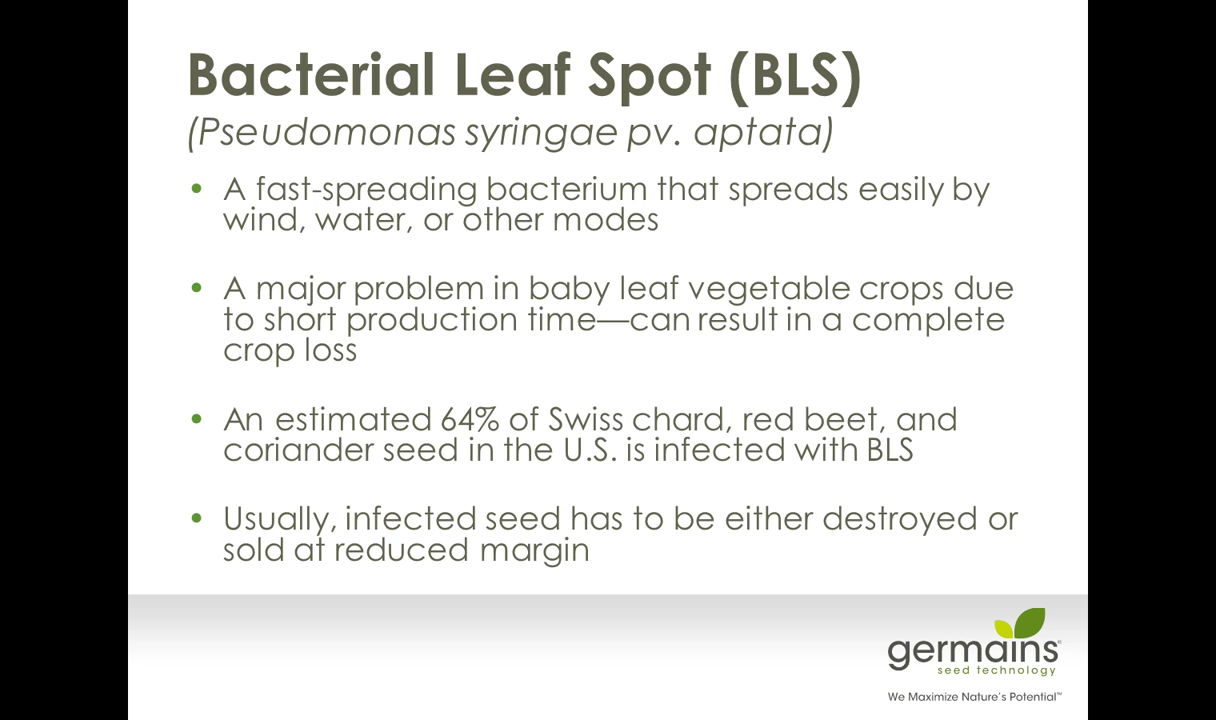 Bacterial Leaf Spot (BLS)
(Pseudomonas syringae pv. aptata)
• A fast-spreading bacterium that spreads easily by
wind, water, or other modes
• A major problem in baby leaf vegetable crops due
to short production time—can result in a complete
crop loss
• An estimated 64% of Swiss chard, red beet, and
coriander seed in the U.S. is infected with BLS
• Usually, infected seed has to be either destroyed or
sold at reduced margin
germains®
seed technology
We Maximize Nature's Potential™